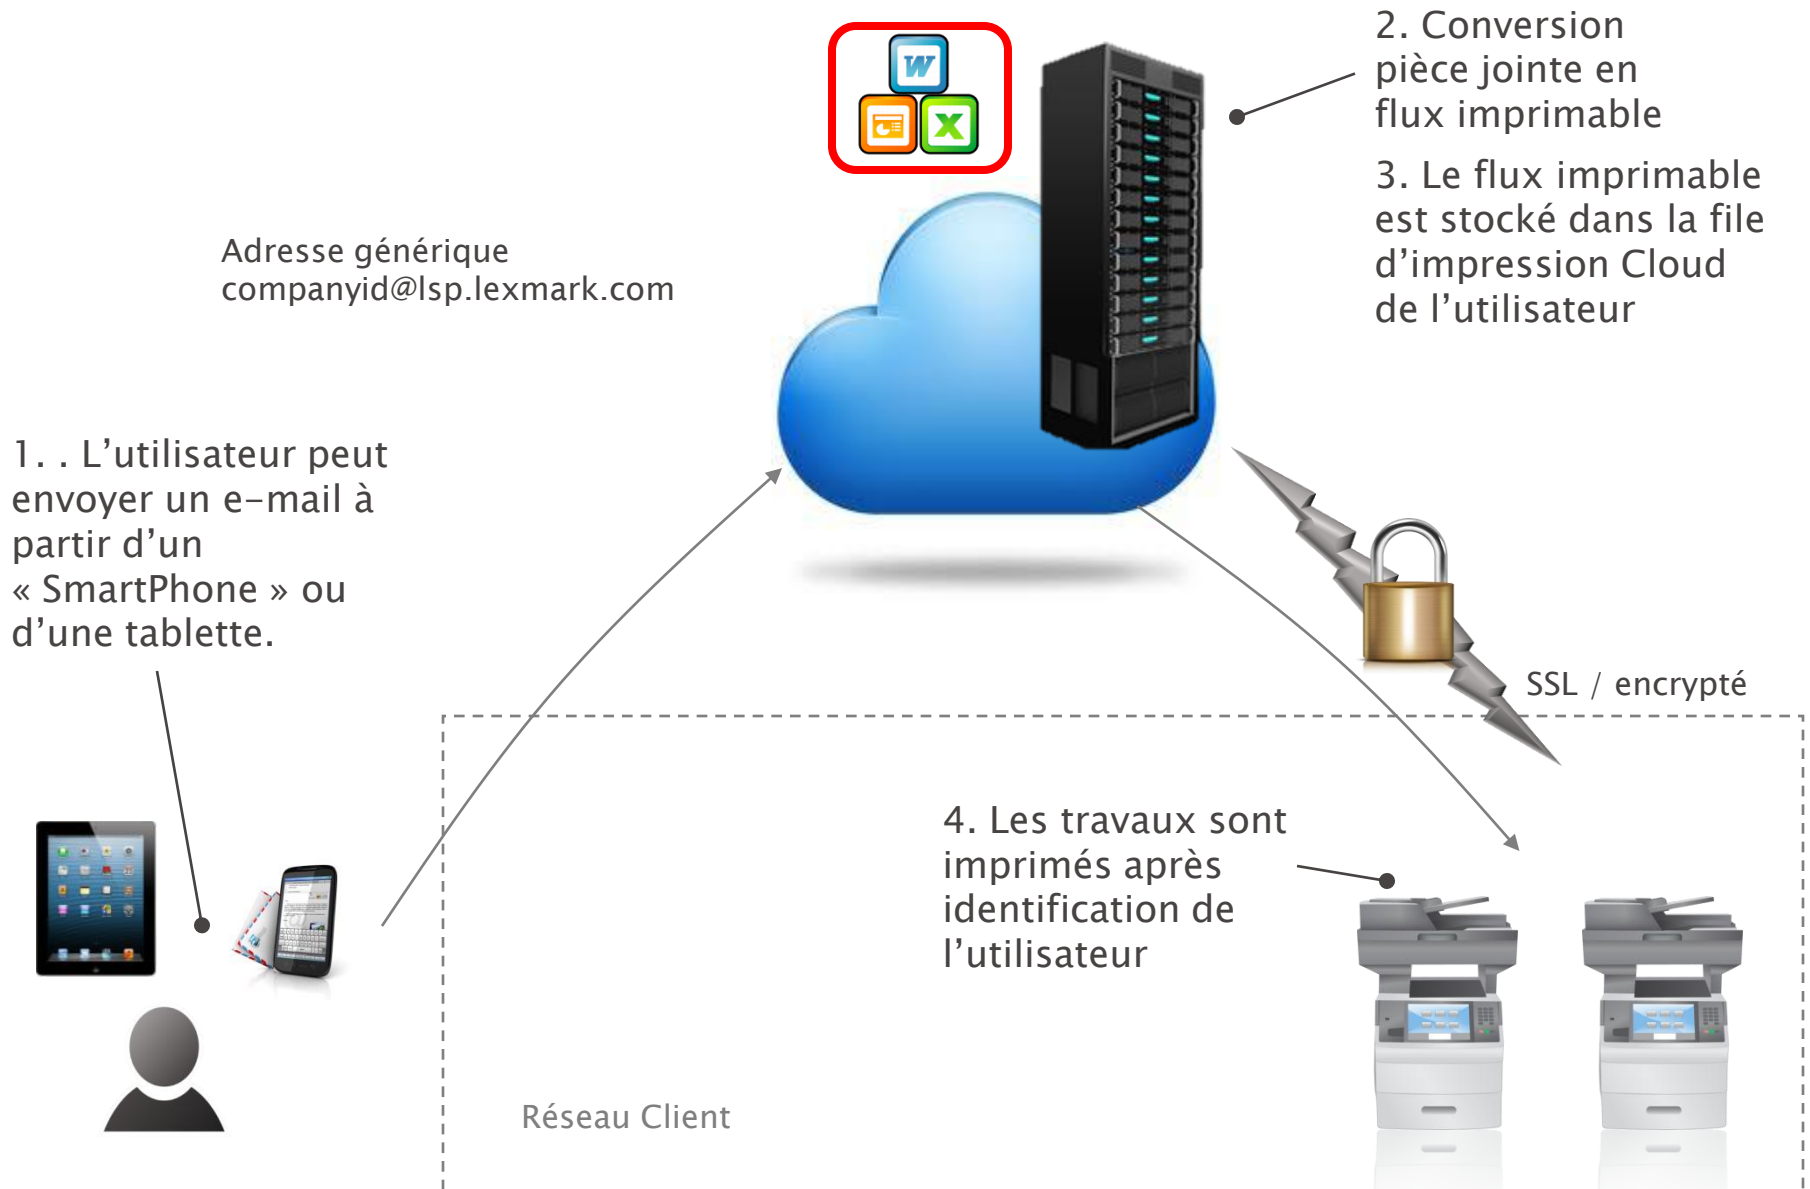 2. Conversion
pièce jointe en
flux imprimable
3. Le flux imprimable
est stocké dans la file
d’impression Cloud
de l’utilisateur
W
X
Adresse générique
companyid@lsp.lexmark.com
1. . L’utilisateur peut
envoyer un e-mail à
partir d’un
« SmartPhone » ou
d’une tablette.
SSL / encrypté
4. Les travaux sont
imprimés après
identification de
l’utilisateur
Réseau Client